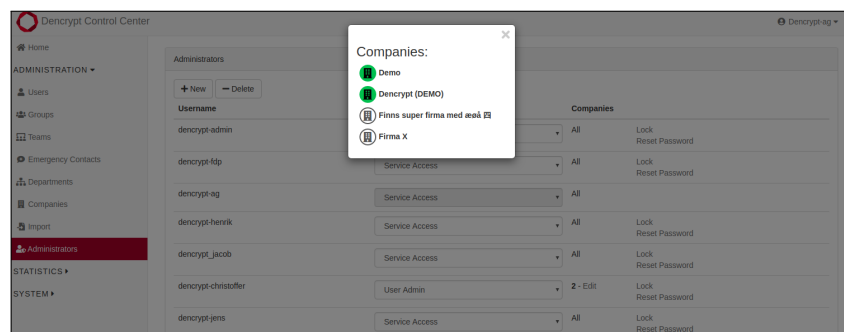 Dencrypt Control Center
Dencrypt-ag
Home
ADMINISTRATION
Users
Groups
Teams
Emergency Contacts
Departments
Companies
Import
Administrators
STATISTICS
SYSTEM
Administrators
New
Delete
Username
Companies
dencrypt-admin
All
Lock
Reset Password
dencrypt-fdp
Service Access
All
Lock
Reset Password
dencrypt-ag
Service Access
All
dencrypt-henrik
Service Access
All
Lock
Reset Password
dencrypt_jacob
Service Access
All
Lock
Reset Password
dencrypt-christoffer
User Admin
2 - Edit
Lock
Reset Password
dencrypt-jens
Service Access
All
Lock
Reset Password
×
Companies:
Demo
Dencrypt (DEMO)
Finns super firma med æøå 四
Firma X